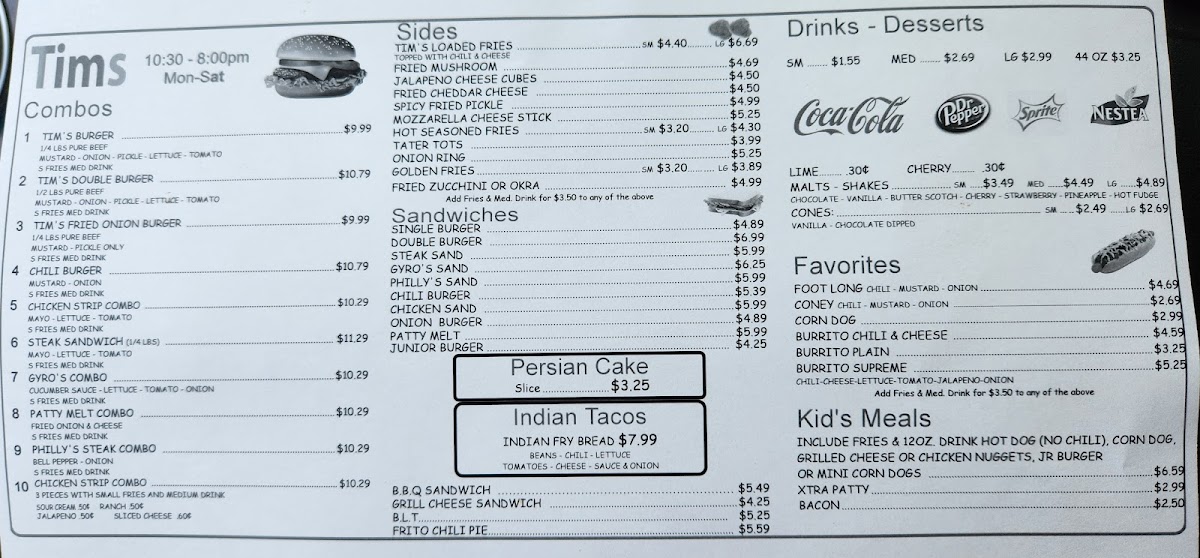 Tims
10:30 - 8:00pm
Mon-Sat
Combos
1 TIM'S BURGER $9.99
1/4 LBS PURE BEEF
MUSTARD - ONION - PICKLE - LETTUCE - TOMATO
S FRIES MED DRINK
2 TIM'S DOUBLE BURGER $10.79
1/2 LBS PURE BEEF
MUSTARD - ONION - PICKLE - LETTUCE - TOMATO
S FRIES MED DRINK
3 TIM'S FRIED ONION BURGER $9.99
1/4 LBS PURE BEEF
MUSTARD - PICKLE ONLY
S FRIES MED DRINK
4 CHILI BURGER $10.79
MUSTARD - ONION
S FRIES MED DRINK
5 CHICKEN STRIP COMBO $10.29
MAYO - LETTUCE - TOMATO
S FRIES MED DRINK
6 STEAK SANDWICH (1/4 LBS) $11.29
MAYO - LETTUCE - TOMATO
S FRIES MED DRINK
7 GYRO'S COMBO $10.29
CUCUMBER SAUCE - LETTUCE - TOMATO - ONION
S FRIES MED DRINK
8 PATTY MELT COMBO $10.29
FRIED ONION & CHEESE
S FRIES MED DRINK
9 PHILLY'S STEAK COMBO $10.29
BELL PEPPER - ONION
S FRIES MED DRINK
10 CHICKEN STRIP COMBO $10.29
3 PIECES WITH SMALL FRIES AND MEDIUM DRINK
SOUR CREAM .50¢ RANCH .50¢
JALAPENO .50¢ SLICED CHEESE .60¢
Sides
TIM'S LOADED FRIES SM $4.40 LG $6.69
TOPPED WITH CHILI & CHEESE
FRIED MUSHROOM $4.69
JALAPENO CHEESE CUBES $4.50
FRIED CHEDDAR CHEESE $4.50
SPICY FRIED PICKLE $4.99
MOZZARELLA CHEESE STICK $5.25
HOT SEASONED FRIES SM $3.20 LG $4.30
TATER TOTS $3.99
ONION RING $5.25
GOLDEN FRIES SM $3.20 LG $3.89
FRIED ZUCCHINI OR OKRA $4.99
Add Fries & Med. Drink for $3.50 to any of the above
Sandwiches
SINGLE BURGER $4.89
DOUBLE BURGER $6.99
STEAK SAND $5.99
GYRO'S SAND $6.25
PHILLY'S SAND $5.99
CHILI BURGER $5.39
CHICKEN SAND $5.99
ONION BURGER $4.89
PATTY MELT $5.99
JUNIOR BURGER $4.25
Persian Cake
Slice $3.25
Indian Tacos
INDIAN FRY BREAD $7.99
BEANS - CHILI - LETTUCE
TOMATOES - CHEESE - SAUCE & ONION
B.B.Q SANDWICH $5.49
GRILL CHEESE SANDWICH $4.25
B.L.T $5.25
FRITO CHILI PIE $5.59
Drinks - Desserts
SM $1.55 MED $2.69 LG $2.99 44 OZ $3.25
Coca-Cola Dr Pepper Sprite NESTEA
LIME .30¢ CHERRY .30¢
MALTS - SHAKES SM $3.49 MED $4.49 LG $4.89
CHOCOLATE - VANILLA - BUTTER SCOTCH - CHERRY - STRAWBERRY - PINEAPPLE - HOT FUDGE
CONES: SM $2.49 LG $2.69
VANILLA - CHOCOLATE DIPPED
Favorites
FOOT LONG CHILI - MUSTARD - ONION $4.69
CONEY CHILI - MUSTARD - ONION $2.69
CORN DOG $2.99
BURRITO CHILI & CHEESE $4.59
BURRITO PLAIN $3.25
BURRITO SUPREME $5.25
CHILI-CHEESE-LETTUCE-TOMATO-JALAPENO-ONION
Add Fries & Med. Drink for $3.50 to any of the above
Kid's Meals
INCLUDE FRIES & 12OZ. DRINK HOT DOG (NO CHILI), CORN DOG,
GRILLED CHEESE OR CHICKEN NUGGETS, JR BURGER
OR MINI CORN DOGS $6.59
XTRA PATTY $2.99
BACON $2.50